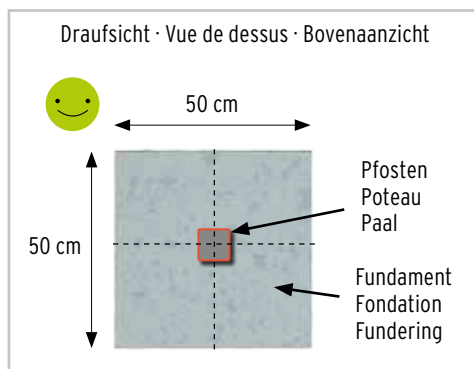 Draufsicht · Vue de dessus · Bovenaanzicht
50 cm
50 cm
Pfosten
Poteau
Paal
Fundament
Fondation
Fundering